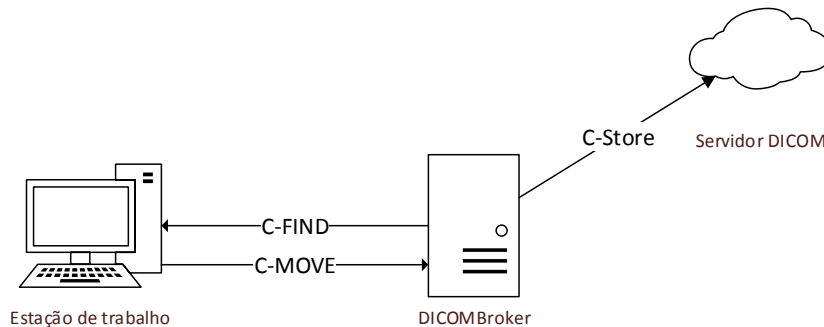 C-Store
Servidor DICOM
C-FIND
C-MOVE
Estação de trabalho
DICOMBroker